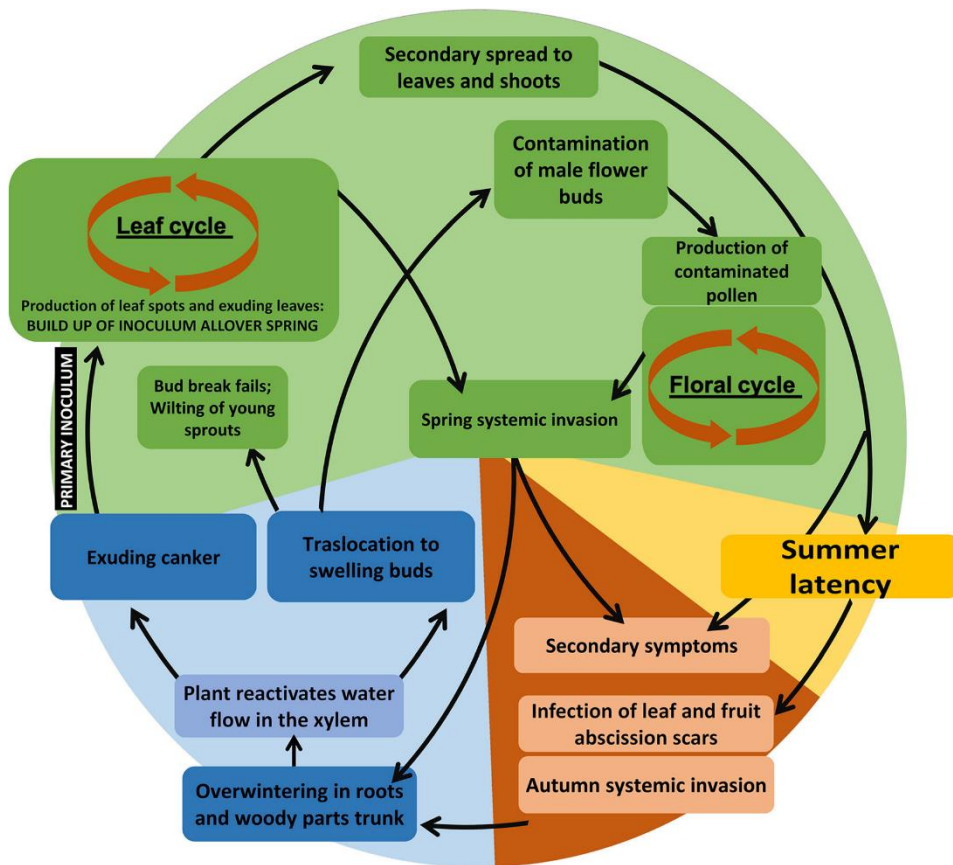 Secondary spread to
leaves and shoots
Contamination
of male flower
buds
Leaf cycle
Production of leaf spots and exuding leaves:
BUILD UP OF INOCULUM ALLOVER SPRING
Production of
contaminated
pollen
PRIMARY INOCULUM
Bud break fails;
Wilting of young
sprouts
Spring systemic invasion
Floral cycle
Exuding canker
Traslocation to
swelling buds
Summer
latency
Secondary symptoms
Plant reactivates water
flow in the xylem
Infection of leaf and fruit
abscission scars
Overwintering in roots
and woody parts trunk
Autumn systemic invasion